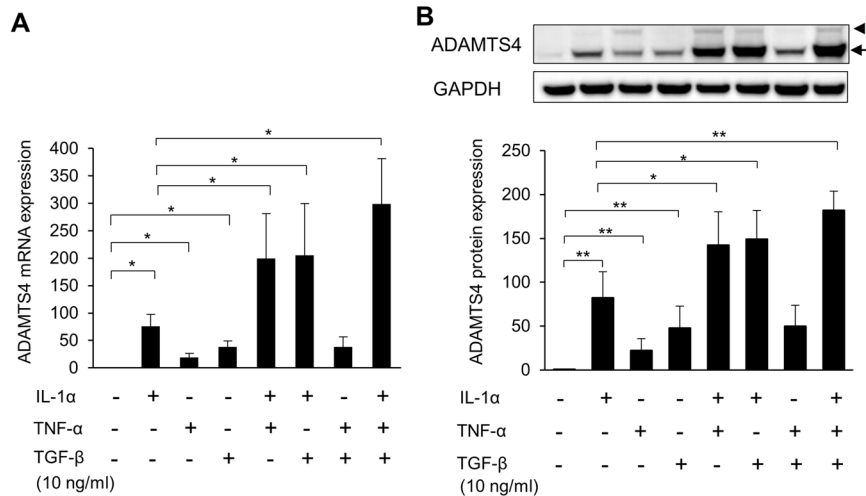 A
ADAMTS4 mRNA expression
400
350
300
250
200
150
100
50
0
* * * * * *
IL-1α - + - - + + - +
TNF-α - - + - + - + +
TGF-β - - - + - + + +
(10 ng/ml)
B
ADAMTS4
GAPDH
ADAMTS4 protein expression
250
200
150
100
50
0
** ** ** * * **
IL-1α - + - - + + - +
TNF-α - - + - + - + +
TGF-β - - - + - + + +
(10 ng/ml)